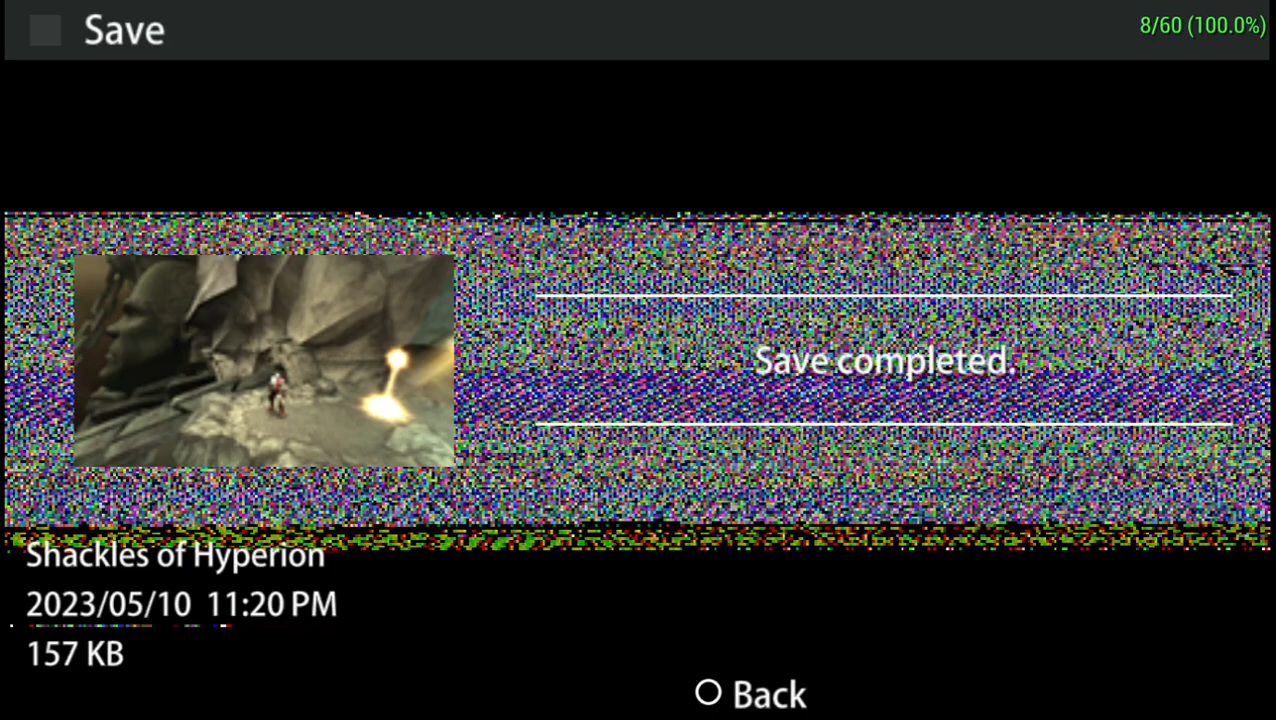 Save
8/60 (100.0%)
Save completed.
Shackles of Hyperion
2023/05/10 11:20 PM
157 KB
Back